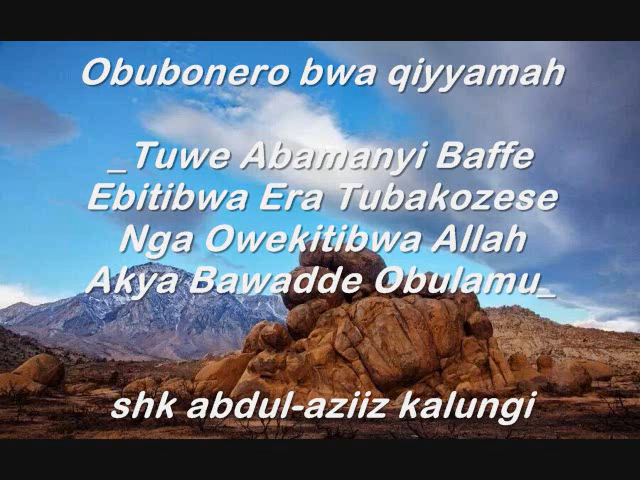 Obubonero bwa qiyyamah
_Tuwe Abamanyi Baffe
Ebitibwa Era Tubakozese
Nga Owekitibwa Allah
Akya Bawadde Obulamu_
shk abdul-aziiz kalungi